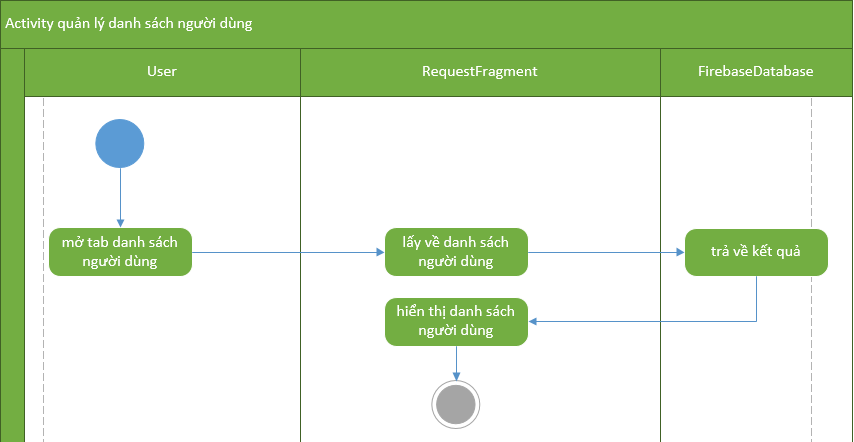 Activity quản lý danh sách người dùng
User
RequestFragment
FirebaseDatabase
mở tab danh sách
người dùng
lấy về danh sách
người dùng
trả về kết quả
hiển thị danh sách
người dùng